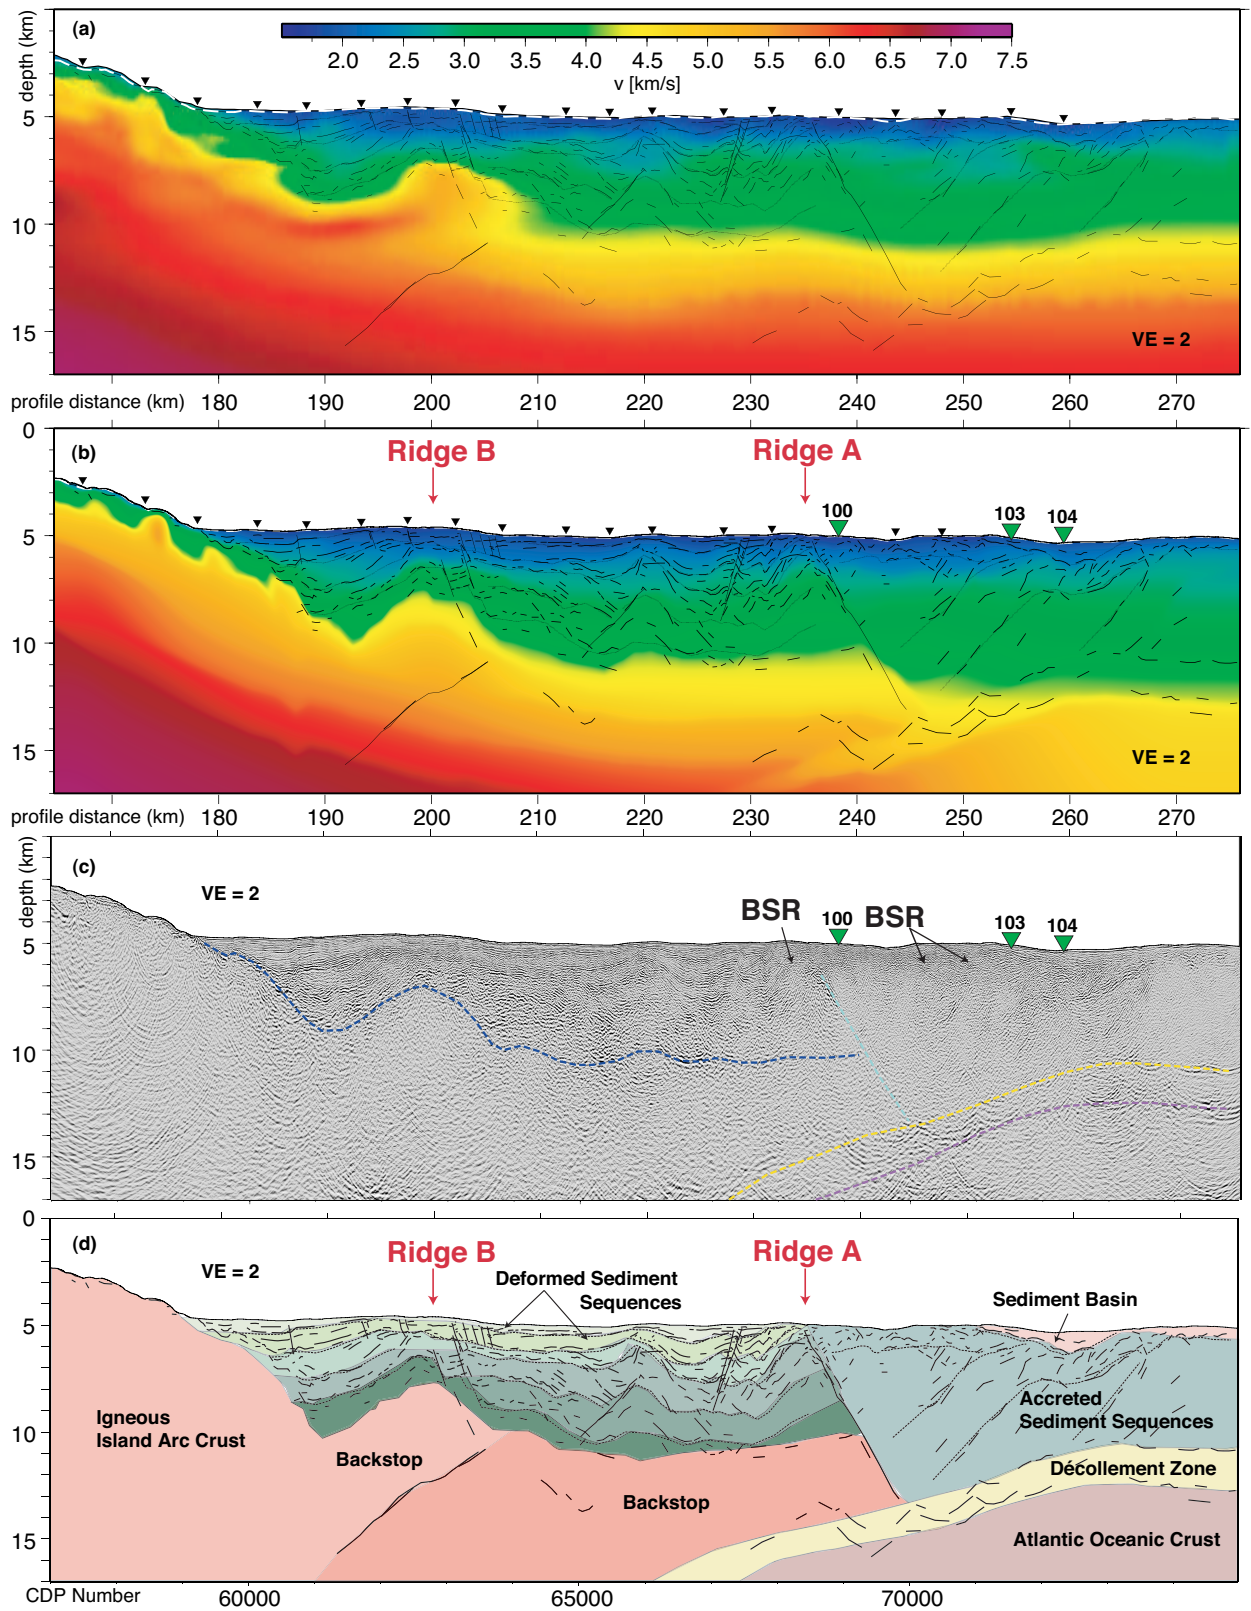 (a)
depth (km)
0
5
10
15
2.0 2.5 3.0 3.5 4.0 4.5 5.0 5.5 6.0 6.5 7.0 7.5
v [km/s]
VE = 2
profile distance (km) 180 190 200 210 220 230 240 250 260 270
0
(b)
Ridge B
Ridge A
100
103
104
5
10
15
VE = 2
profile distance (km) 180 190 200 210 220 230 240 250 260 270
depth (km)
(c)
VE = 2
BSR
100
BSR
103
104
5
10
15
0
(d)
VE = 2
Ridge B
Ridge A
Deformed Sediment
Sequences
Sediment Basin
5
10
15
Igneous
Island Arc Crust
Backstop
Backstop
Accreted
Sediment Sequences
Décollement Zone
Atlantic Oceanic Crust
CDP Number 60000 65000 70000